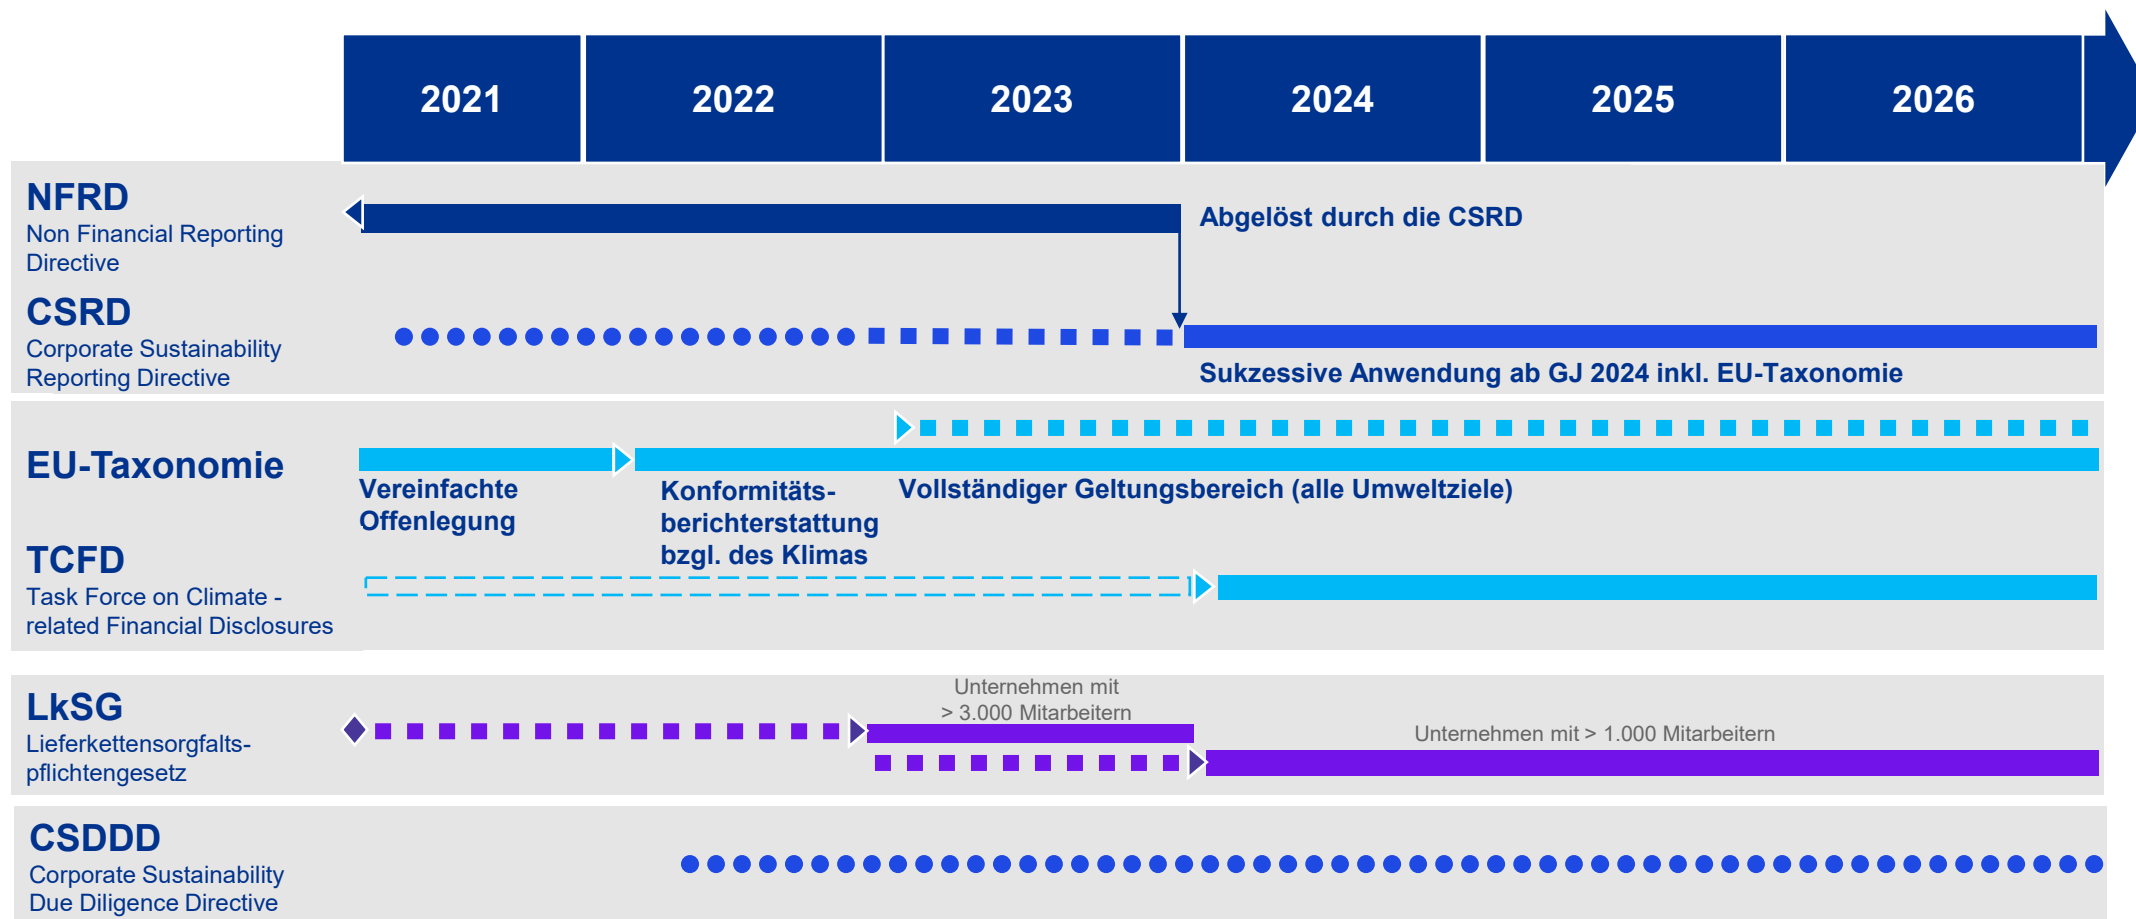 2021
2022
2023
2024
2025
2026
NFRD
Non Financial Reporting
Directive
Abgelöst durch die CSRD
CSRD
Corporate Sustainability
Reporting Directive
Sukzessive Anwendung ab GJ 2024 inkl. EU-Taxonomie
EU-Taxonomie
Vereinfachte
Offenlegung
Konformitäts-
berichterstattung
bzgl. des Klimas
Vollständiger Geltungsbereich (alle Umweltziele)
TCFD
Task Force on Climate -
related Financial Disclosures
LkSG
Lieferkettensorgfalts-
pflichtengesetz
Unternehmen mit
> 3.000 Mitarbeitern
Unternehmen mit > 1.000 Mitarbeitern
CSDDD
Corporate Sustainability
Due Diligence Directive